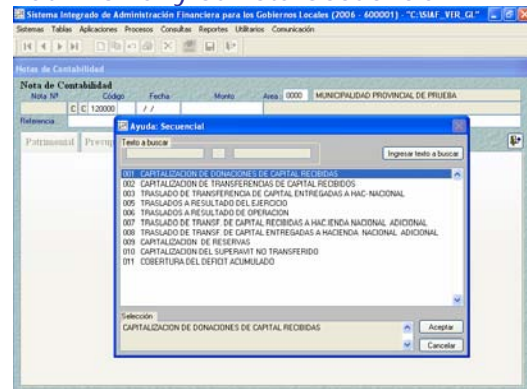 Sistema Integrado de Administración Financiera para los Gobiernos Locales (2006 - 600001) - "C:\SIAF_VER_GL"
Sistemas Tablas Aplicaciones Procesos Consultas Reportes Utilitarios Comunicación
Notas de Contabilidad
Nota de Contabilidad
Nota Nº Código Fecha Monto Area 0000 MUNICIPALIDAD PROVINCIAL DE PRUEBA
C C 120000 / /
Referencia
Patrimonial Presup
Ayuda: Secuencial
Texto a buscar
Ingresar texto a buscar
001 CAPITALIZACION DE DONACIONES DE CAPITAL RECIBIDAS
002 CAPITALIZACION DE TRANSFERENCIAS DE CAPITAL RECIBIDOS
003 TRASLADO DE TRANSFERENCIA DE CAPITAL ENTREGADAS A HAC-NACIONAL
005 TRASLADOS A RESULTADO DEL EJERCICIO
006 TRASLADOS A RESULTADO DE OPERACION
007 TRASLADO DE TRANSF. DE CAPITAL RECIBIDAS A HAC.IENDA NACIONAL ADICIONAL
008 TRASLADO DE TRANSF. DE CAPITAL ENTREGADAS A HACIENDA NACIONAL ADICIONAL
009 CAPITALIZACION DE RESERVAS
010 CAPITALIZACION DEL SUPERAVIT NO TRANSFERIDO
011 COBERTURA DEL DEFICIT ACUMULADO
Selección
CAPITALIZACION DE DONACIONES DE CAPITAL RECIBIDAS
Aceptar
Cancelar